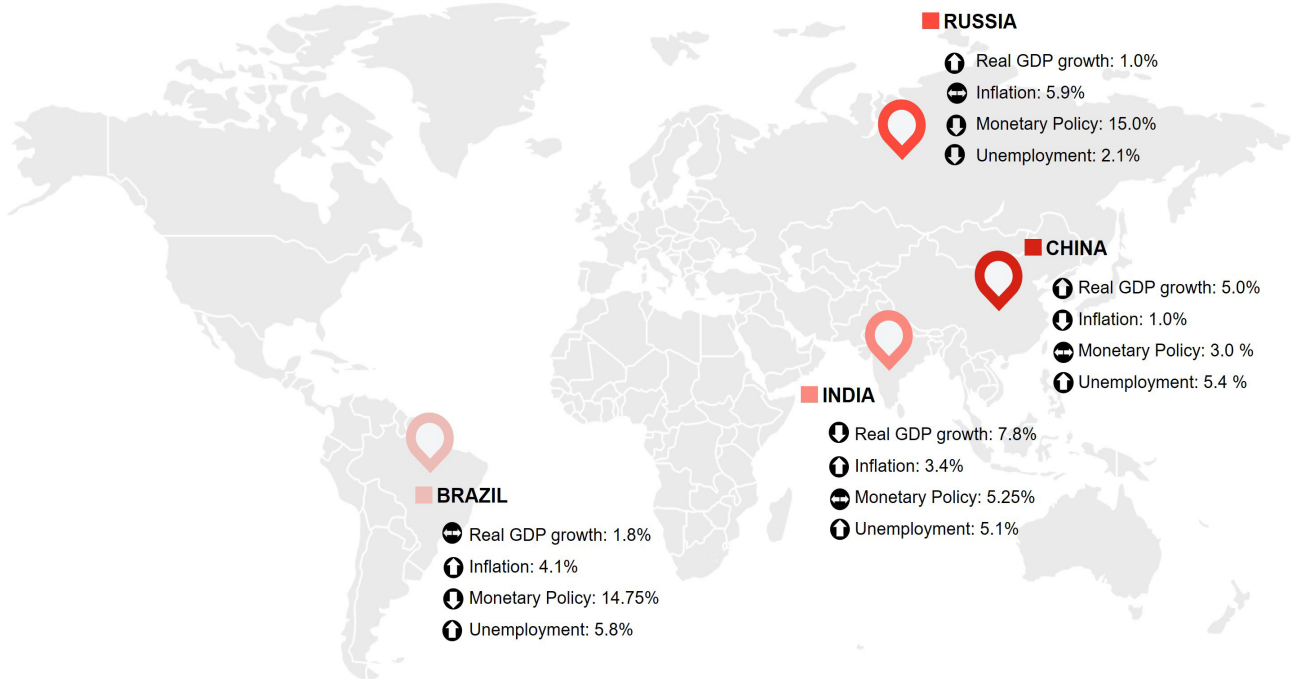 RUSSIA
Real GDP growth: 1.0%
Inflation: 5.9%
Monetary Policy: 15.0%
Unemployment: 2.1%
CHINA
Real GDP growth: 5.0%
Inflation: 1.0%
Monetary Policy: 3.0 %
Unemployment: 5.4 %
INDIA
Real GDP growth: 7.8%
Inflation: 3.4%
Monetary Policy: 5.25%
Unemployment: 5.1%
BRAZIL
Real GDP growth: 1.8%
Inflation: 4.1%
Monetary Policy: 14.75%
Unemployment: 5.8%